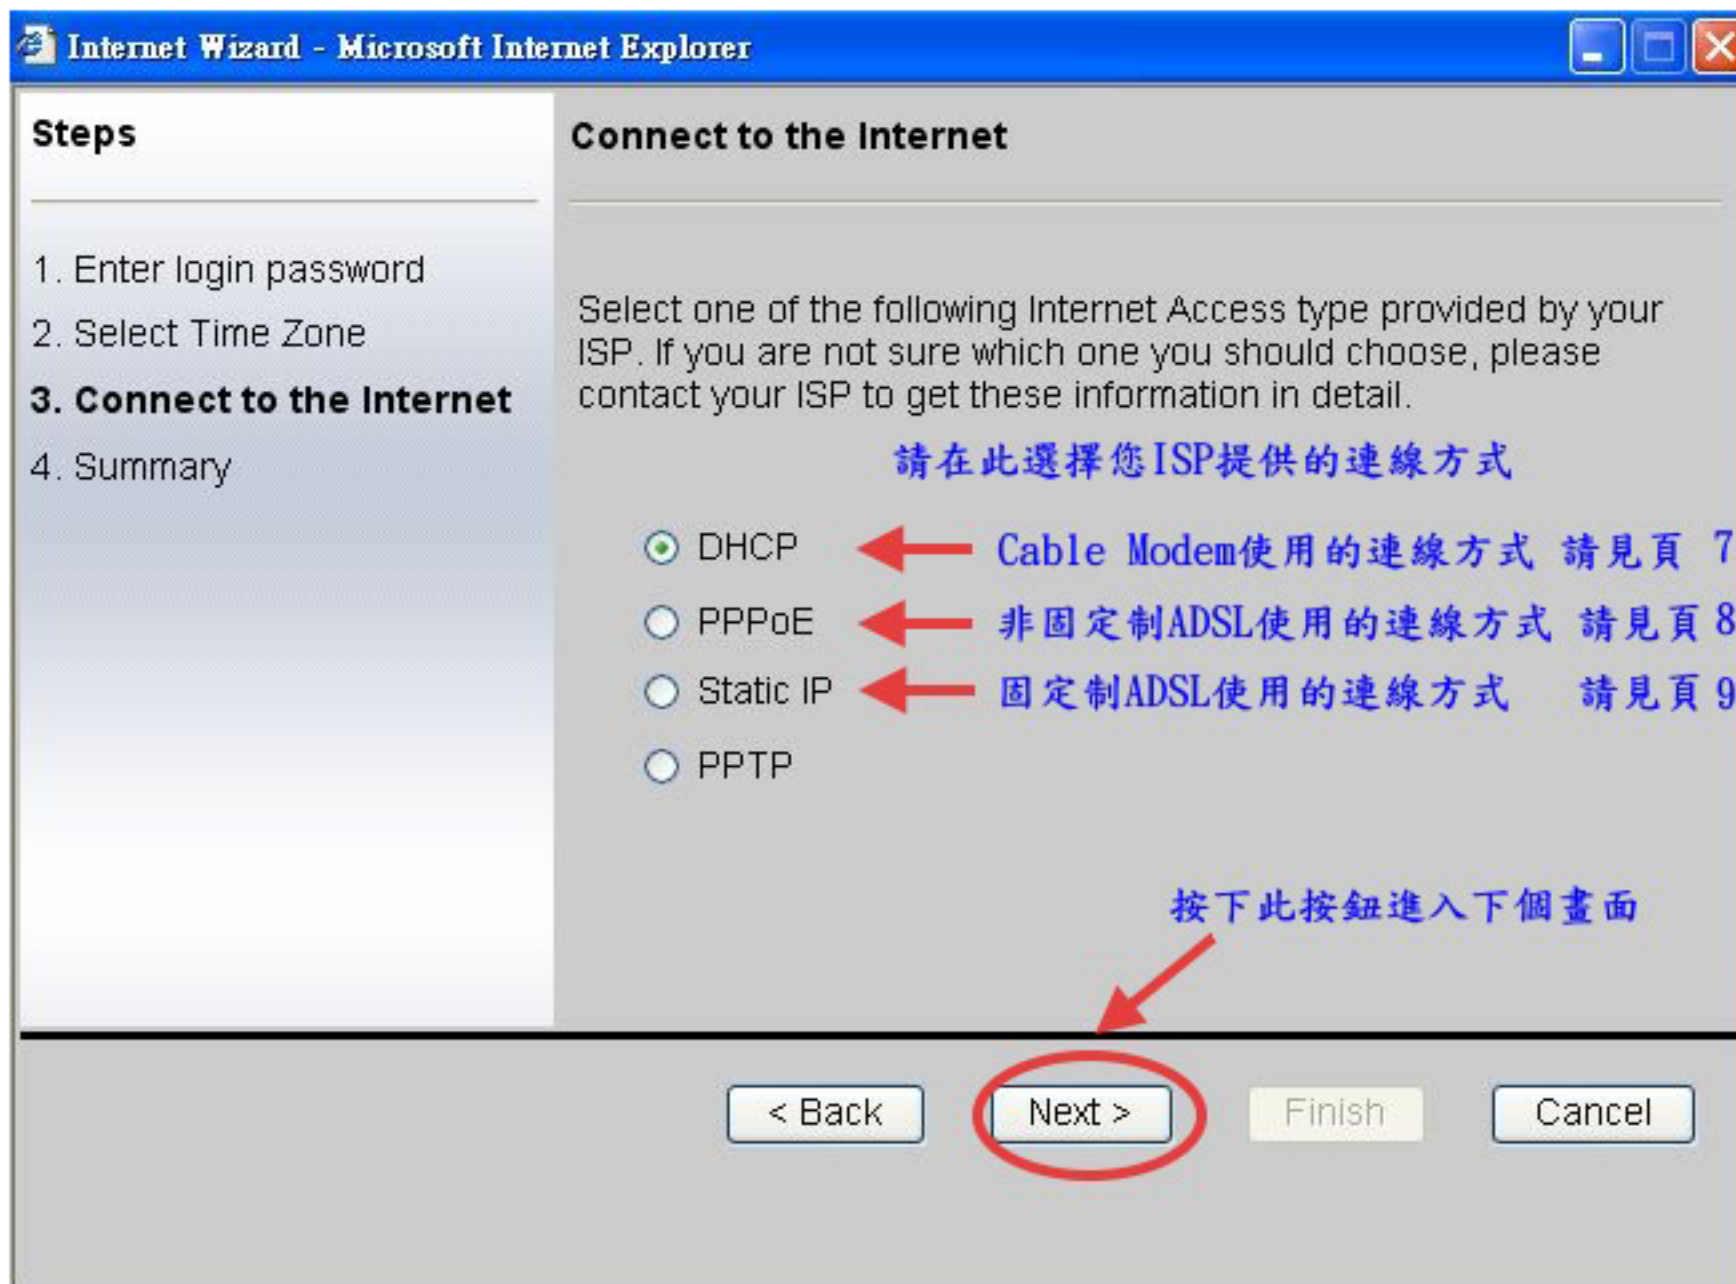 Internet Wizard - Microsoft Internet Explorer
Steps
1. Enter login password
2. Select Time Zone
3. Connect to the Internet
4. Summary
Connect to the Internet
Select one of the following Internet Access type provided by your
ISP. If you are not sure which one you should choose, please
contact your ISP to get these information in detail.
請在此選擇您ISP提供的連線方式
DHCP Cable Modem使用的連線方式 請見頁 7
PPPoE 非固定制ADSL使用的連線方式 請見頁 8
Static IP 固定制ADSL使用的連線方式 請見頁 9
PPTP
按下此按鈕進入下個畫面
< Back Next > Finish Cancel